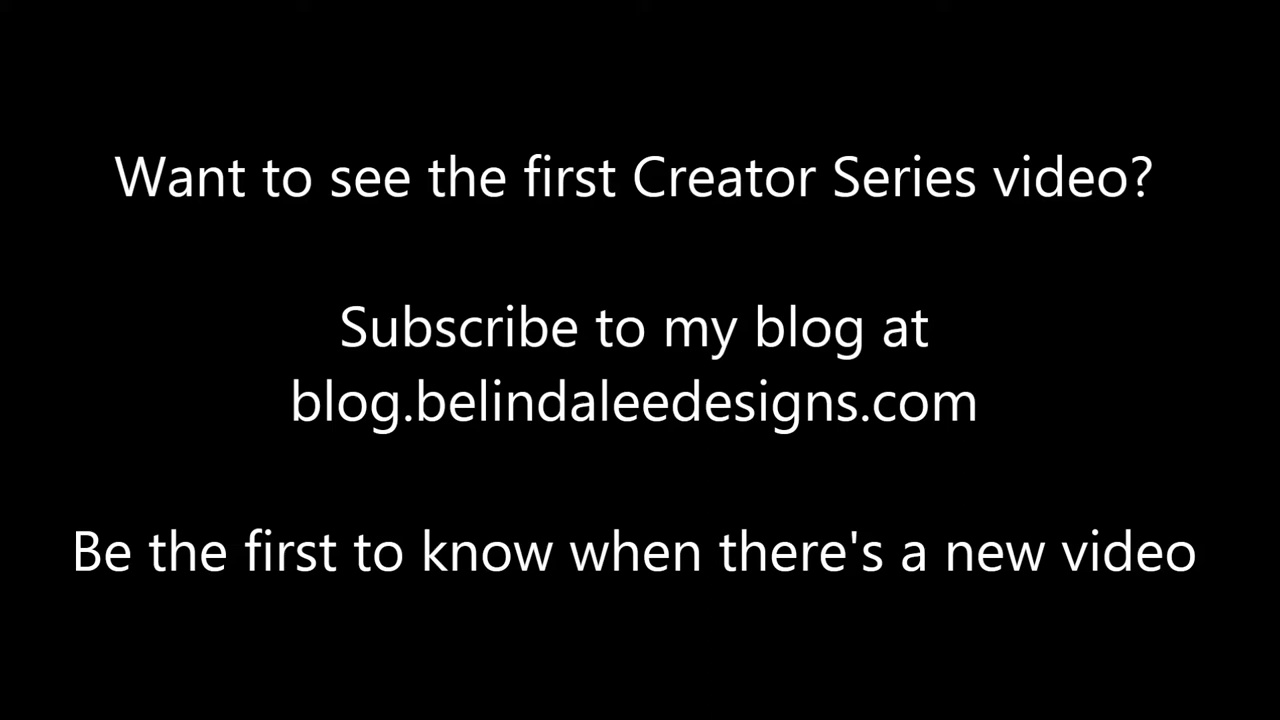 Want to see the first Creator Series video?
Subscribe to my blog at
blog.belindaleedesigns.com
Be the first to know when there's a new video